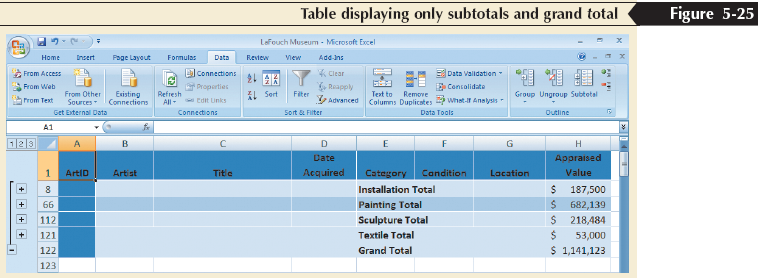 Table displaying only subtotals and grand total Figure 5-25
LaFouch Museum - Microsoft Excel
Home Insert Page Layout Formulas Data Review View Add-Ins
From Access
From Web
From Text
From Other Sources
Existing Connections
Get External Data
Refresh All
Connections
Properties
Edit Links
Connections
Sort
Filter
Clear
Reapply
Advanced
Sort & Filter
Text to Columns
Remove Duplicates
Data Validation
Consolidate
What-If Analysis
Data Tools
Group Ungroup Subtotal
Outline
A1 fx
1 2 3 A B C D E F G H
1 ArtID Artist Title Date Acquired Category Condition Location Appraised Value
8 Installation Total $ 187,500
66 Painting Total $ 682,139
112 Sculpture Total $ 218,484
121 Textile Total $ 53,000
122 Grand Total $ 1,141,123
123